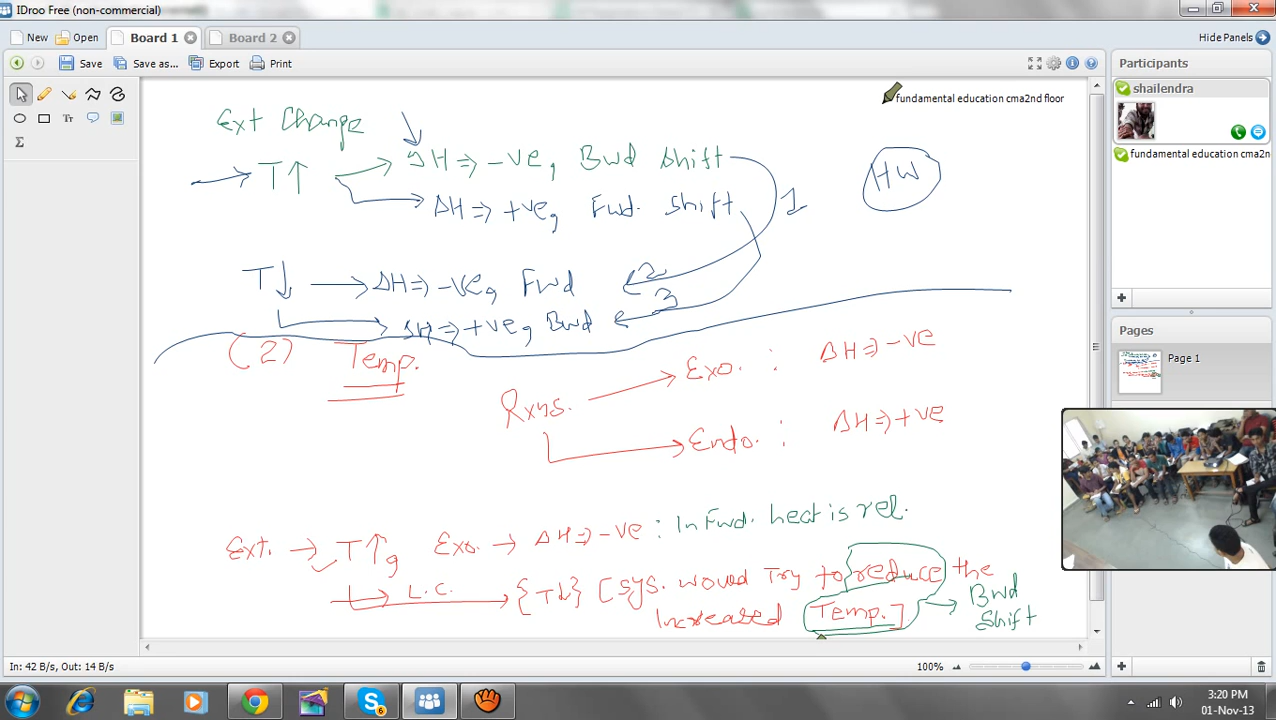 IDroo Free (non-commercial)
New Open Board 1 Board 2 Hide Panels
Save Save as... Export Print
Participants
shailendra
fundamental education cma2n
fundamental education cma2nd floor
Ext Change
T↑ → ΔH ⇒ -ve, Bwd Shift
→ ΔH ⇒ +ve, Fwd. Shift
1
HW
T↓ → ΔH ⇒ -ve, Fwd 2
→ ΔH ⇒ +ve, Bwd 3
(2) Temp.
Rxns. → Exo. : ΔH ⇒ -ve
→ Endo. : ΔH ⇒ +ve
Ext. → T↑, Exo. → ΔH ⇒ -ve : In Fwd. heat is rel.
→ L.C. → {T↓} [Sys. would Try to reduce the
Increased Temp.] → Bwd
Shift
Pages
Page 1
In: 42 B/s, Out: 14 B/s 100%
6
3:20 PM
01-Nov-13